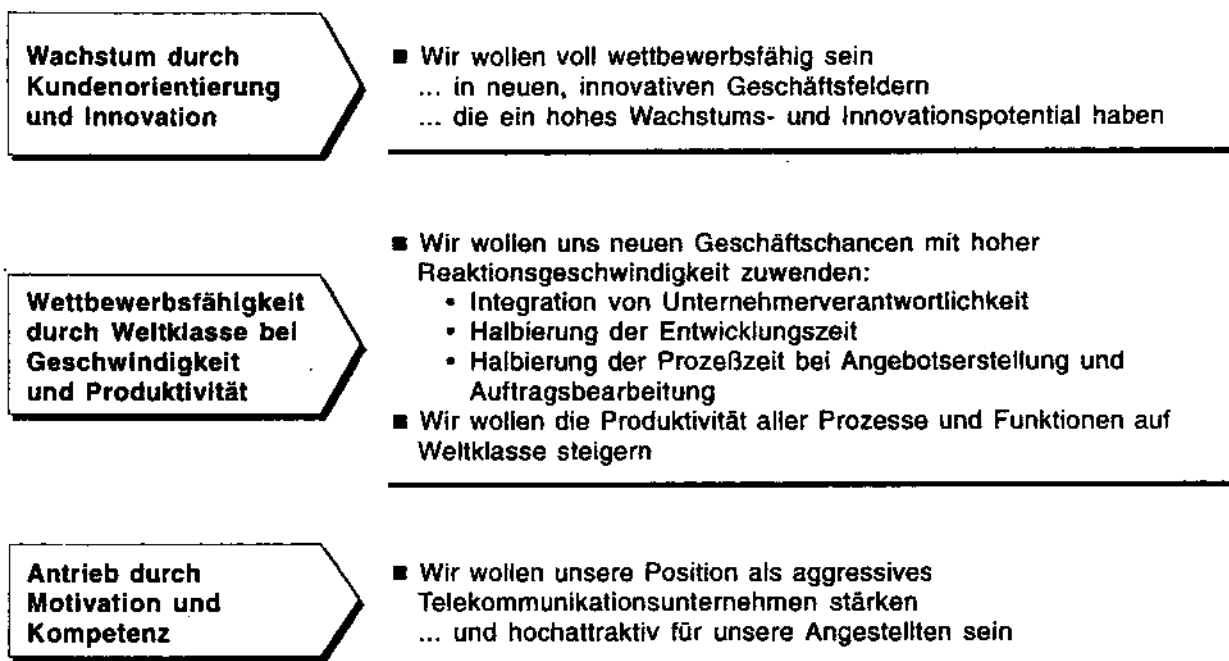 Wachstum durch
Kundenorientierung
und Innovation
■ Wir wollen voll wettbewerbsfähig sein
... in neuen, innovativen Geschäftsfeldern
... die ein hohes Wachstums- und Innovationspotential haben
Wettbewerbsfähigkeit
durch Weltklasse bei
Geschwindigkeit
und Produktivität
■ Wir wollen uns neuen Geschäftschancen mit hoher
Reaktionsgeschwindigkeit zuwenden:
• Integration von Unternehmerverantwortlichkeit
• Halbierung der Entwicklungszeit
• Halbierung der Prozeßzeit bei Angebotserstellung und
Auftragsbearbeitung
■ Wir wollen die Produktivität aller Prozesse und Funktionen auf
Weltklasse steigern
Antrieb durch
Motivation und
Kompetenz
■ Wir wollen unsere Position als aggressives
Telekommunikationsunternehmen stärken
... und hochattraktiv für unsere Angestellten sein